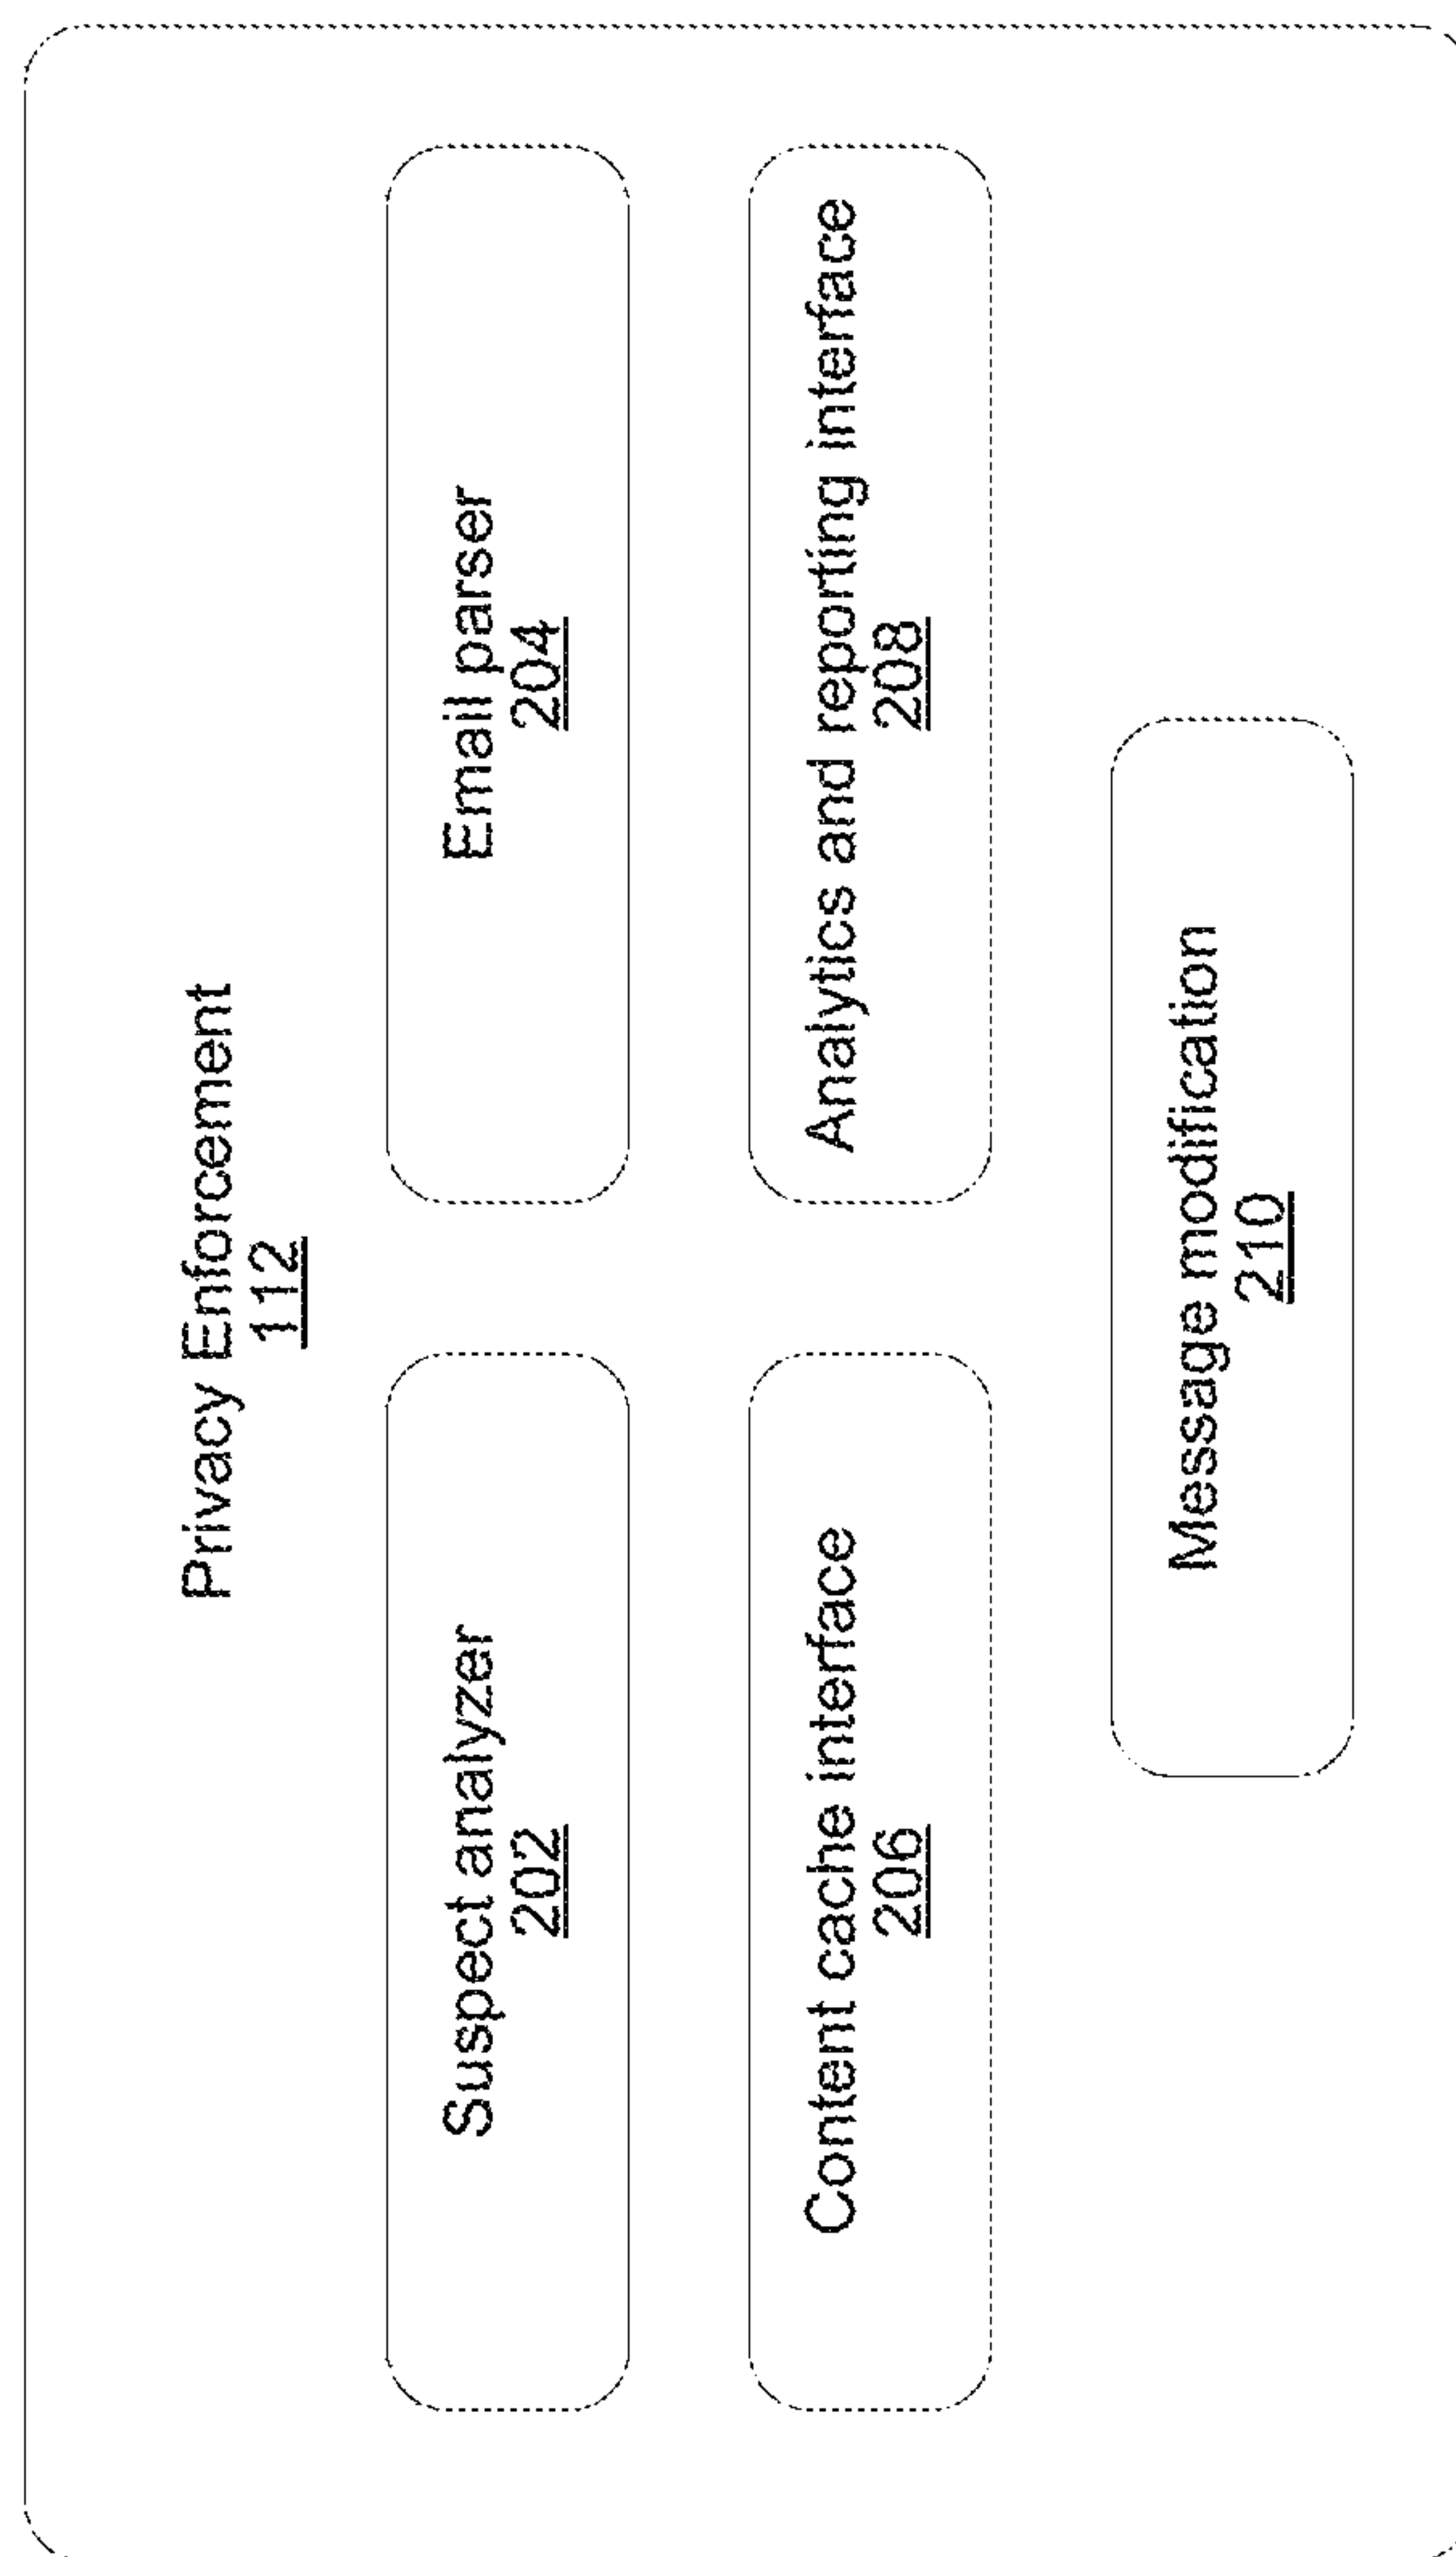 Privacy Enforcement
112
Suspect analyzer
202
Email parser
204
Content cache interface
206
Analytics and reporting interface
208
Message modification
210